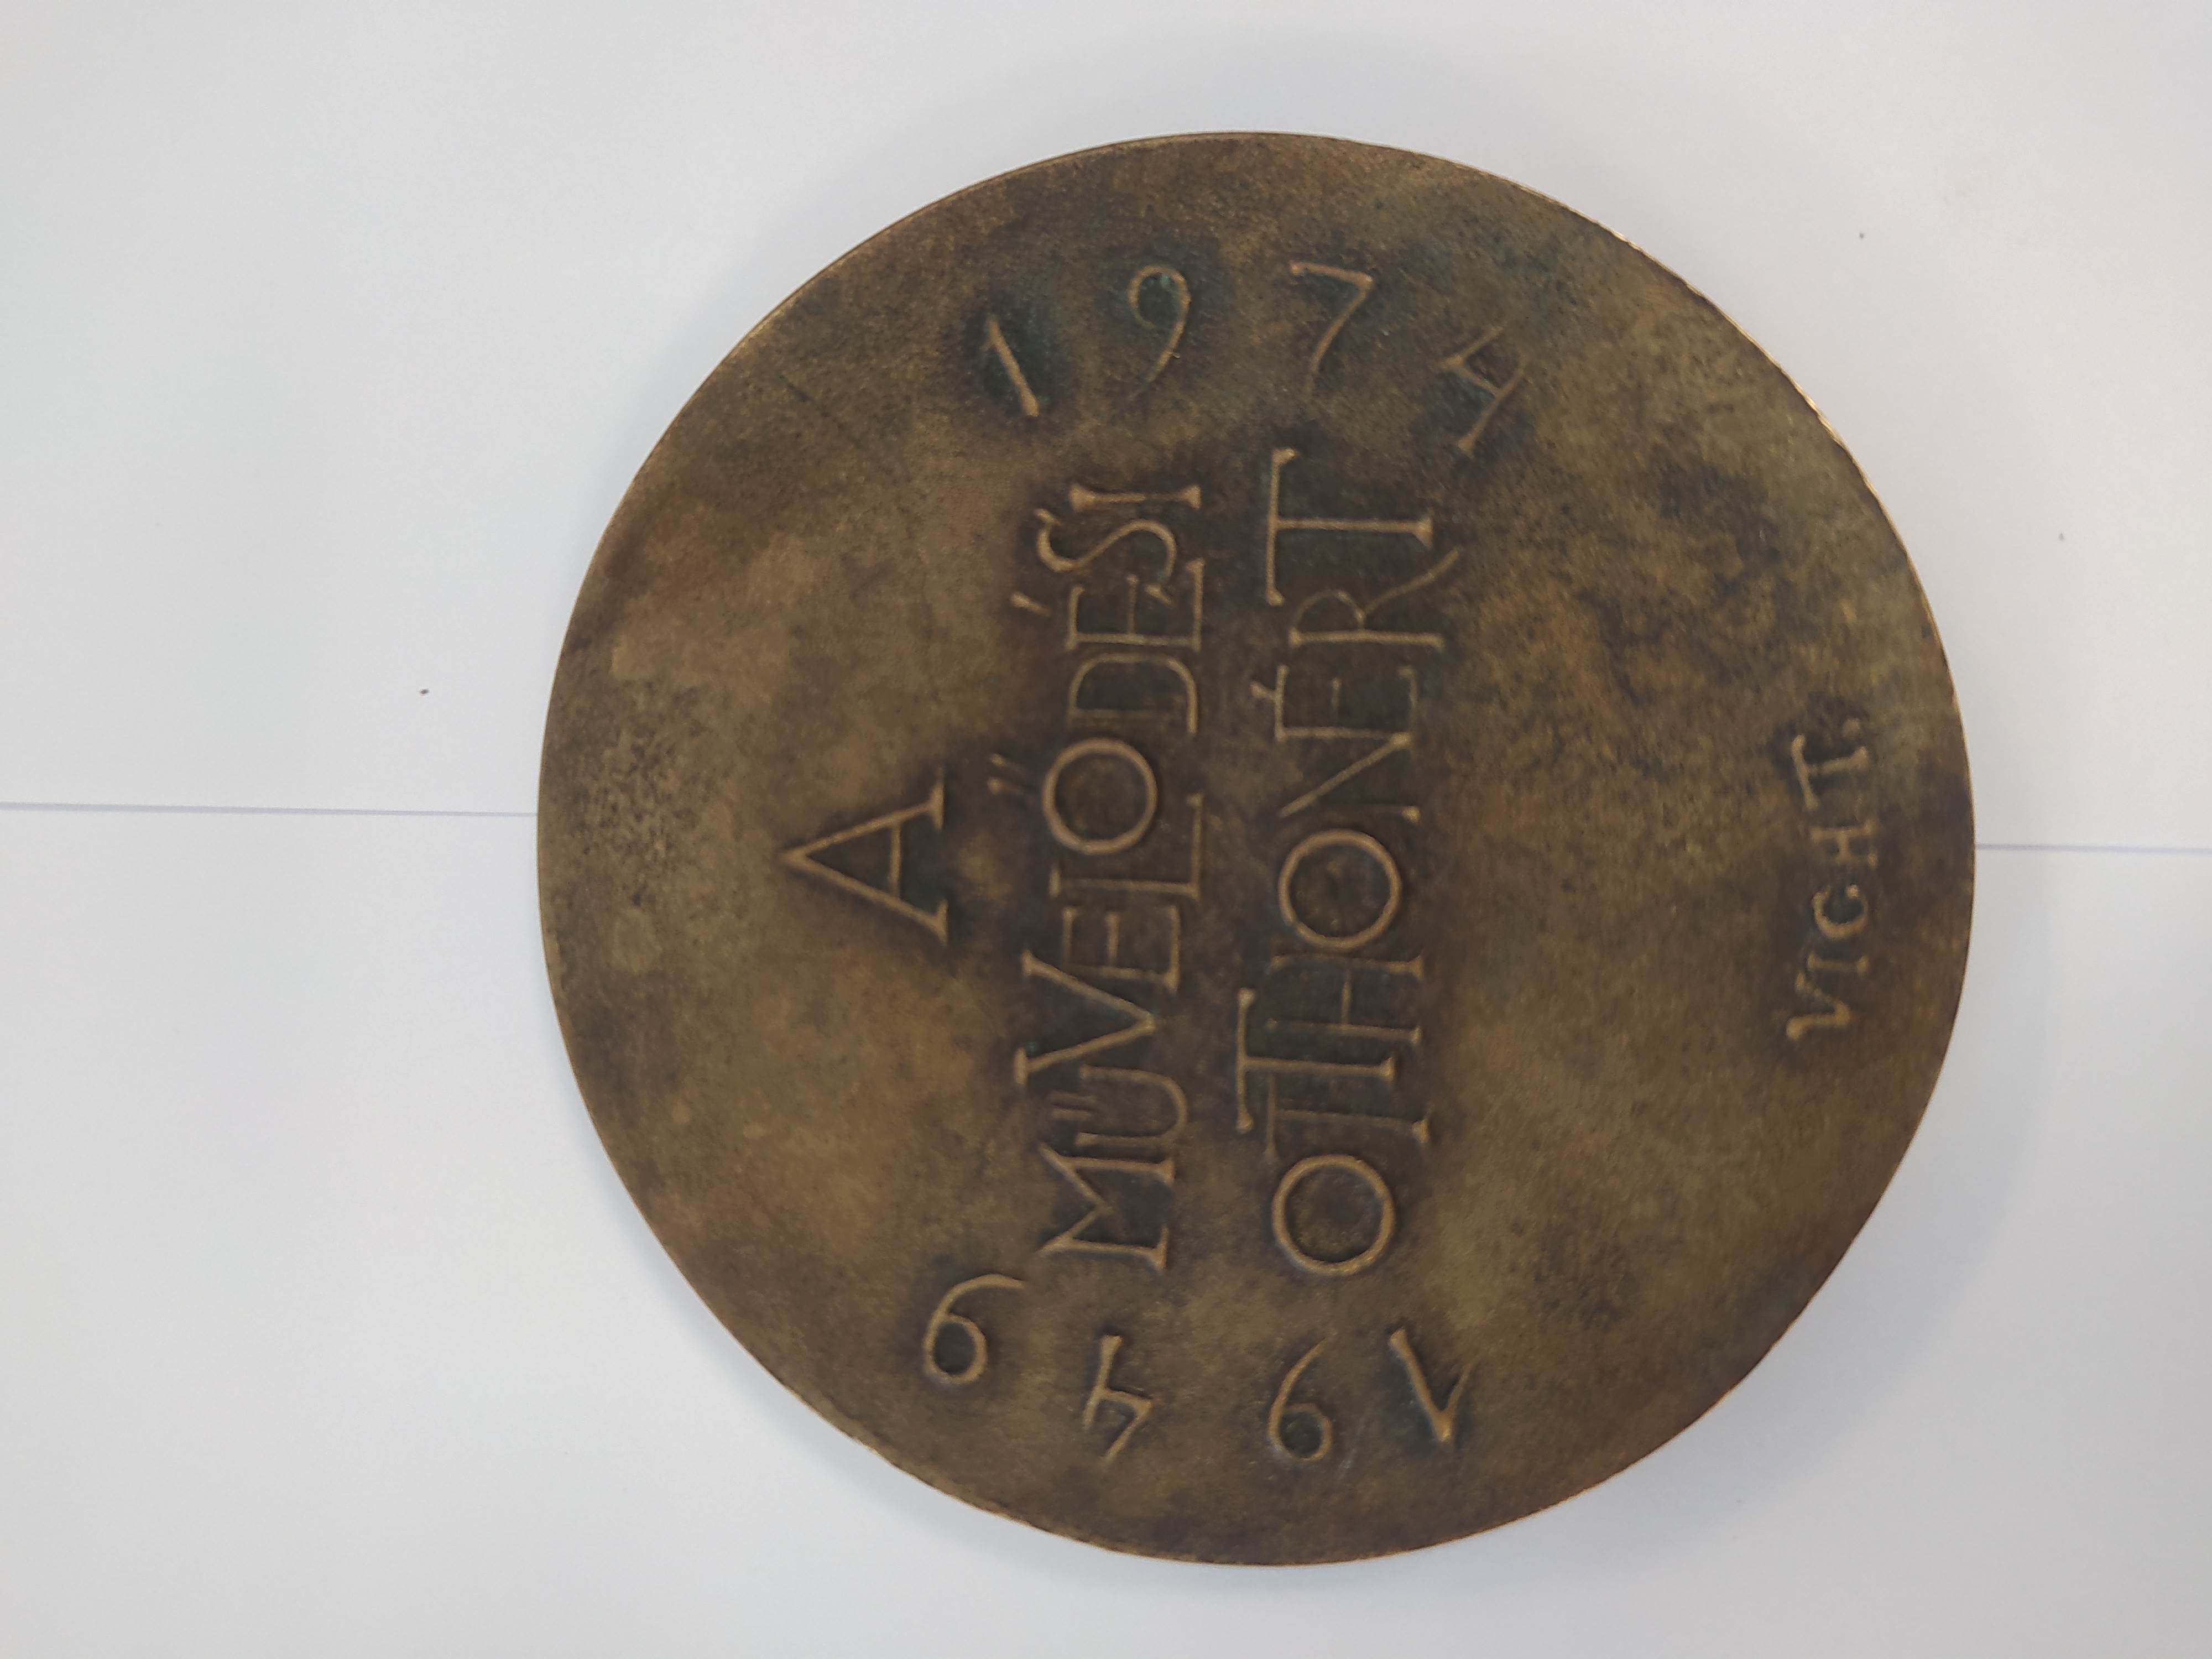 1949
A
MŰVELŐDÉSI
OTTHONÉRT
1974
VIGH T.